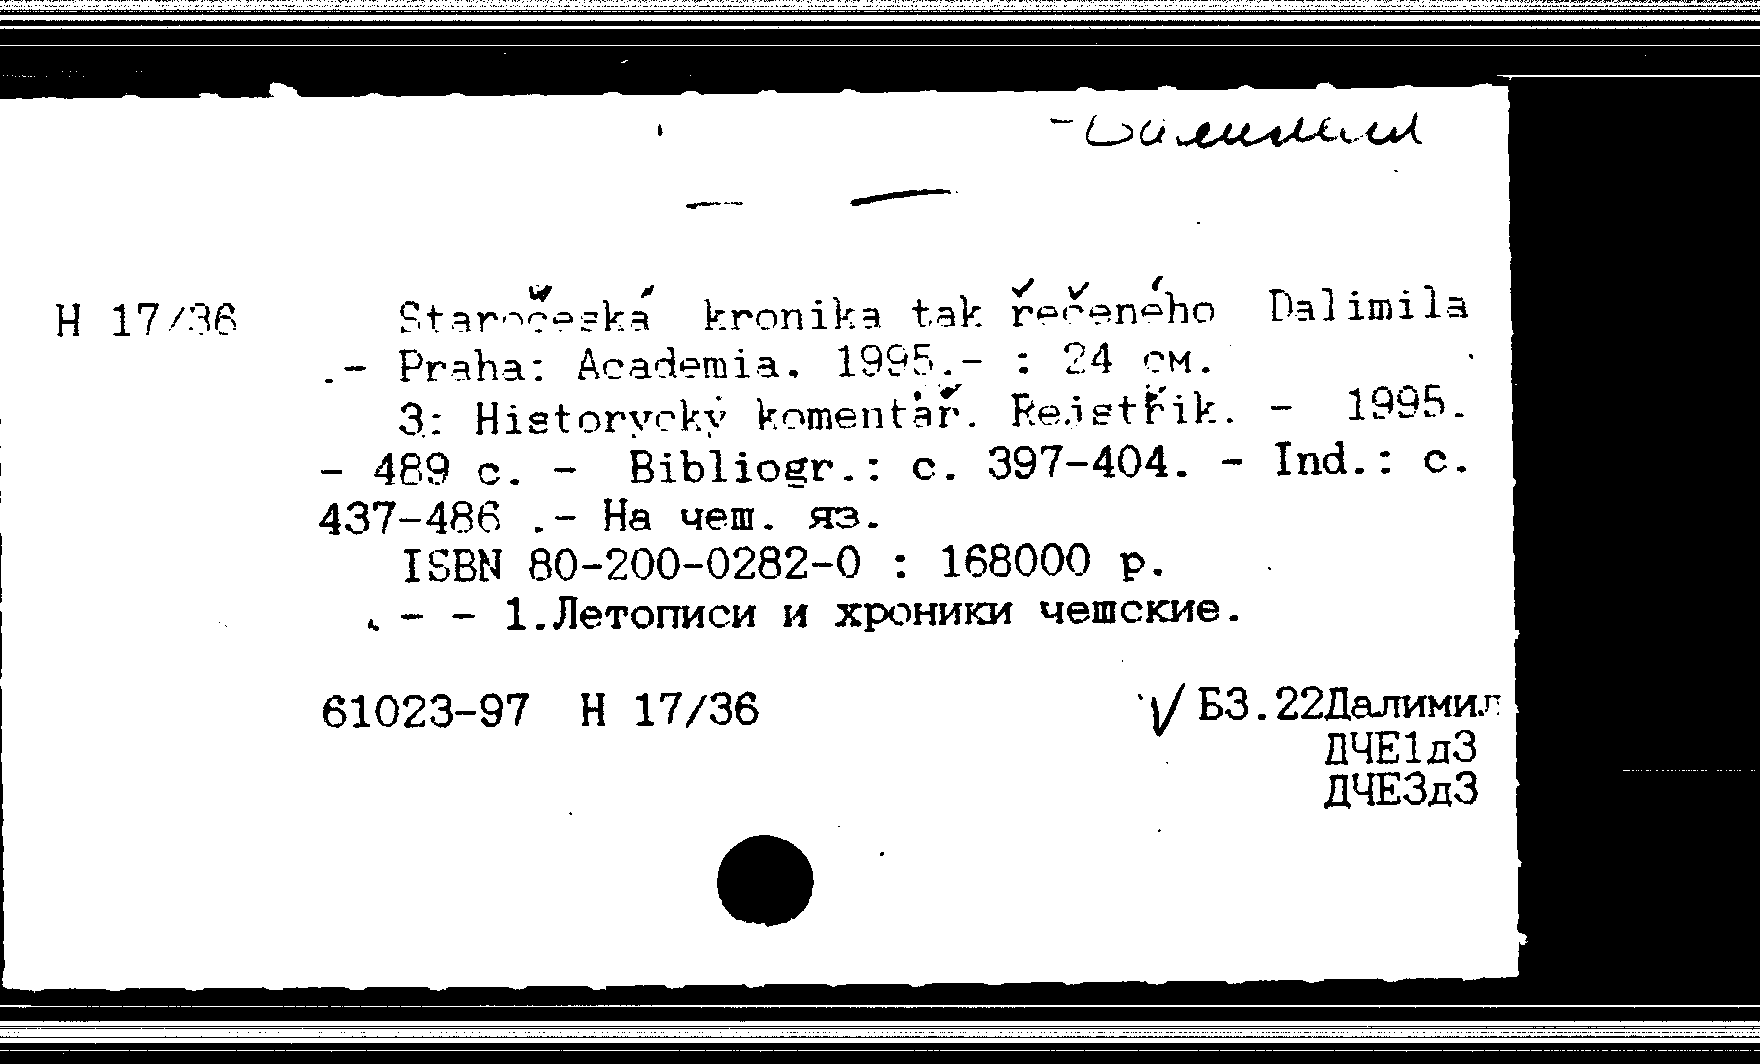 Н 17/36 Staročeská kronika tak řečeného Dalimila
.- Praha: Academia. 1995.- : 24 см.
3: Historycky komentář. Rejstřik. - 1995.
- 489 с. - Bibliogr.: с. 397-404. - Ind.: с.
437-486 .- На чеш. яз.
ISBN 80-200-0282-0 : 168000 р.
. - - 1.Летописи и хроники чешские.
61023-97 Н 17/36
√ Б3.22Далимил
ДЧЕ1д3
ДЧЕ3д3